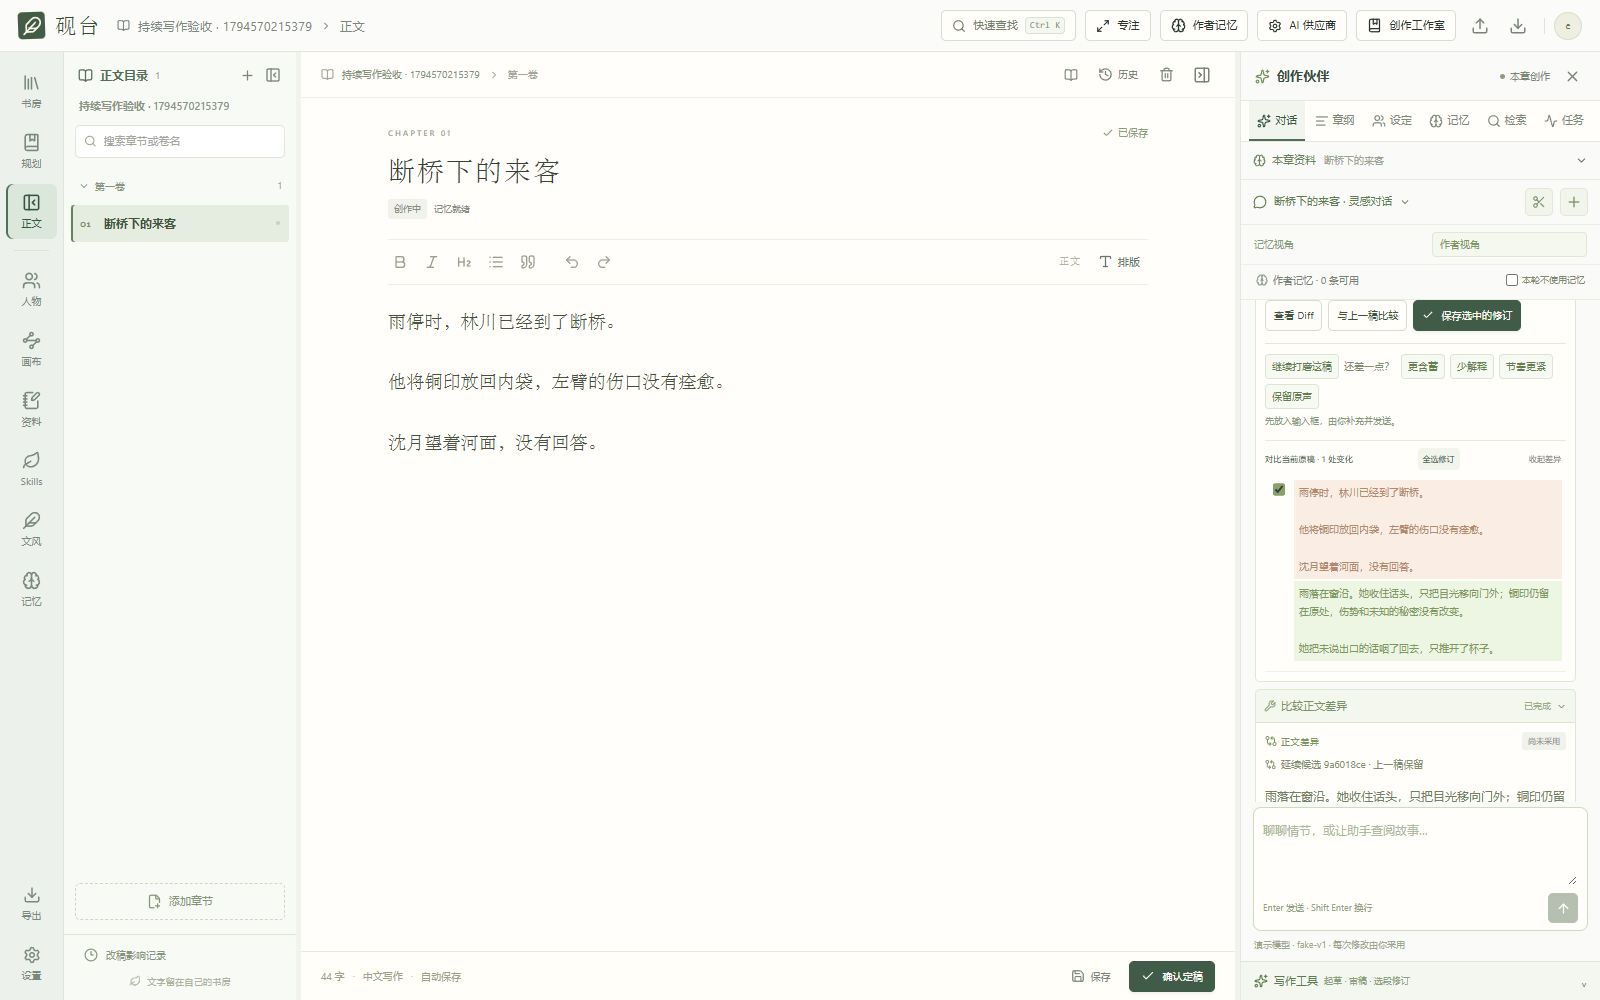 砚台
持续写作验收 · 1794570215379 › 正文
快速查找 Ctrl K
专注
作者记忆
AI 供应商
创作工作室
e
书房
规划
正文
人物
画布
资料
Skills
文风
记忆
导出
设置
正文目录 1
持续写作验收 · 1794570215379
搜索章节或卷名
第一卷 1
01 断桥下的来客
添加章节
改稿影响记录
文字留在自己的书房
持续写作验收 · 1794570215379 › 第一卷
历史
CHAPTER 01
已保存
断桥下的来客
创作中 记忆就绪
B I H2
正文 排版
雨停时，林川已经到了断桥。
他将铜印放回内袋，左臂的伤口没有痊愈。
沈月望着河面，没有回答。
44 字 · 中文写作 · 自动保存
保存
确认定稿
创作伙伴
本章创作
对话
章纲
设定
记忆
检索
任务
本章资料 断桥下的来客
断桥下的来客 · 灵感对话
记忆视角 作者视角
作者记忆 · 0 条可用 本轮不使用记忆
查看 Diff
与上一稿比较
保存选中的修订
继续打磨这稿 还差一点？ 更含蓄 少解释 节奏更紧
保留原声
先放入输入框，由你补充并发送。
对比当前原稿 · 1 处变化 全选修订 收起差异
雨停时，林川已经到了断桥。
他将铜印放回内袋，左臂的伤口没有痊愈。
沈月望着河面，没有回答。
雨落在窗沿。她收住话头，只把目光移向门外；铜印仍留
在原处，伤势和未知的秘密没有改变。
她把未说出口的话咽了回去，只推开了杯子。
比较正文差异 已完成
正文差异 尚未采用
延续候选 9a6018ce · 上一稿保留
雨落在窗沿。她收住话头，只把目光移向门外；铜印仍留
聊聊情节，或让助手查阅故事...
Enter 发送 · Shift Enter 换行
演示模型 · fake-v1 · 每次修改由你采用
写作工具 起草 · 审稿 · 选段修订